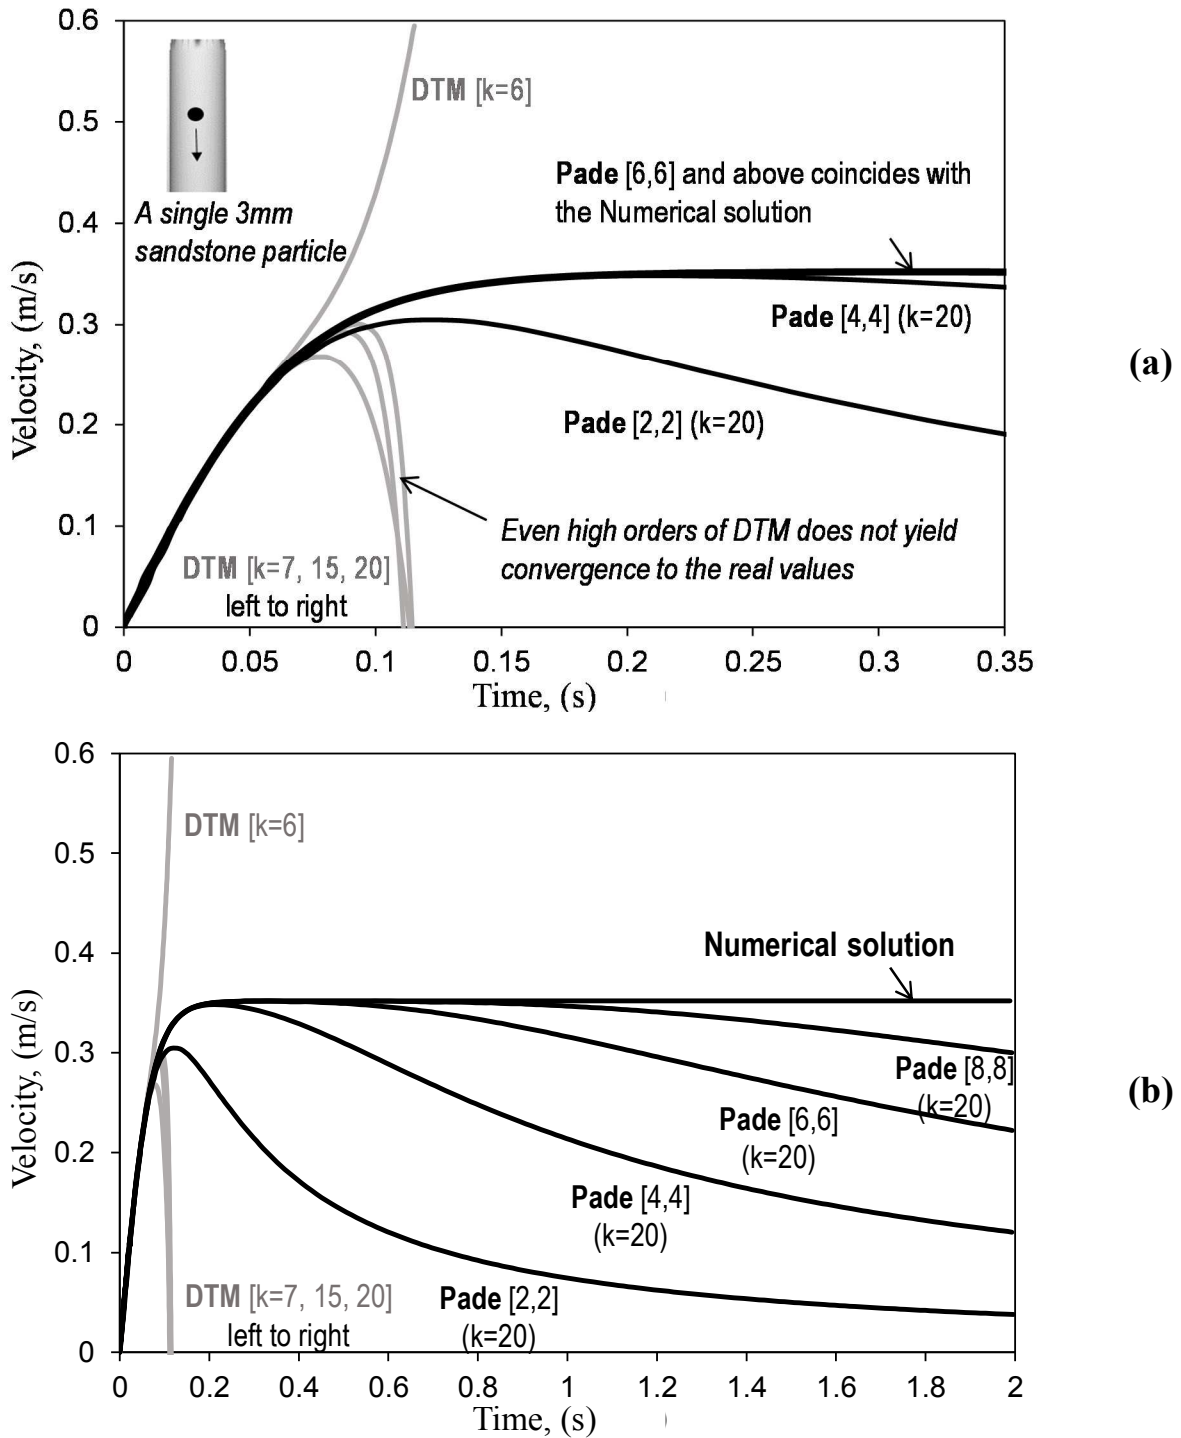 0.6
0.5
0.4
0.3
0.2
0.1
0
Velocity, (m/s)
A single 3mm
sandstone particle
DTM [k=6]
Pade [6,6] and above coincides with
the Numerical solution
Pade [4,4] (k=20)
Pade [2,2] (k=20)
Even high orders of DTM does not yield
convergence to the real values
DTM [k=7, 15, 20]
left to right
0 0.05 0.1 0.15 0.2 0.25 0.3 0.35
Time, (s)
(a)
0.6
0.5
0.4
0.3
0.2
0.1
0
Velocity, (m/s)
DTM [k=6]
Numerical solution
Pade [8,8]
(k=20)
Pade [6,6]
(k=20)
Pade [4,4]
(k=20)
Pade [2,2]
(k=20)
DTM [k=7, 15, 20]
left to right
0 0.2 0.4 0.6 0.8 1 1.2 1.4 1.6 1.8 2
Time, (s)
(b)